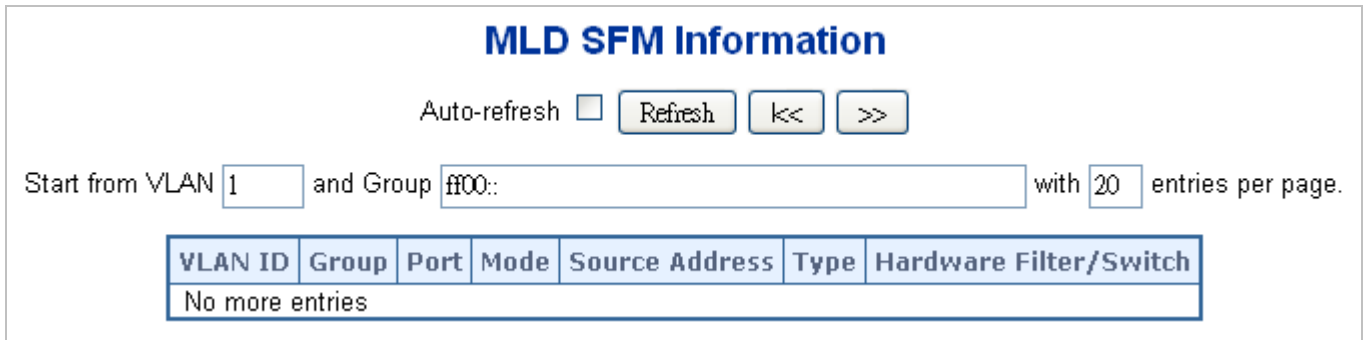 MLD SFM Information
Auto-refresh Refresh |<< >>
Start from VLAN 1 and Group ff00:: with 20 entries per page.
VLAN ID Group Port Mode Source Address Type Hardware Filter/Switch
No more entries